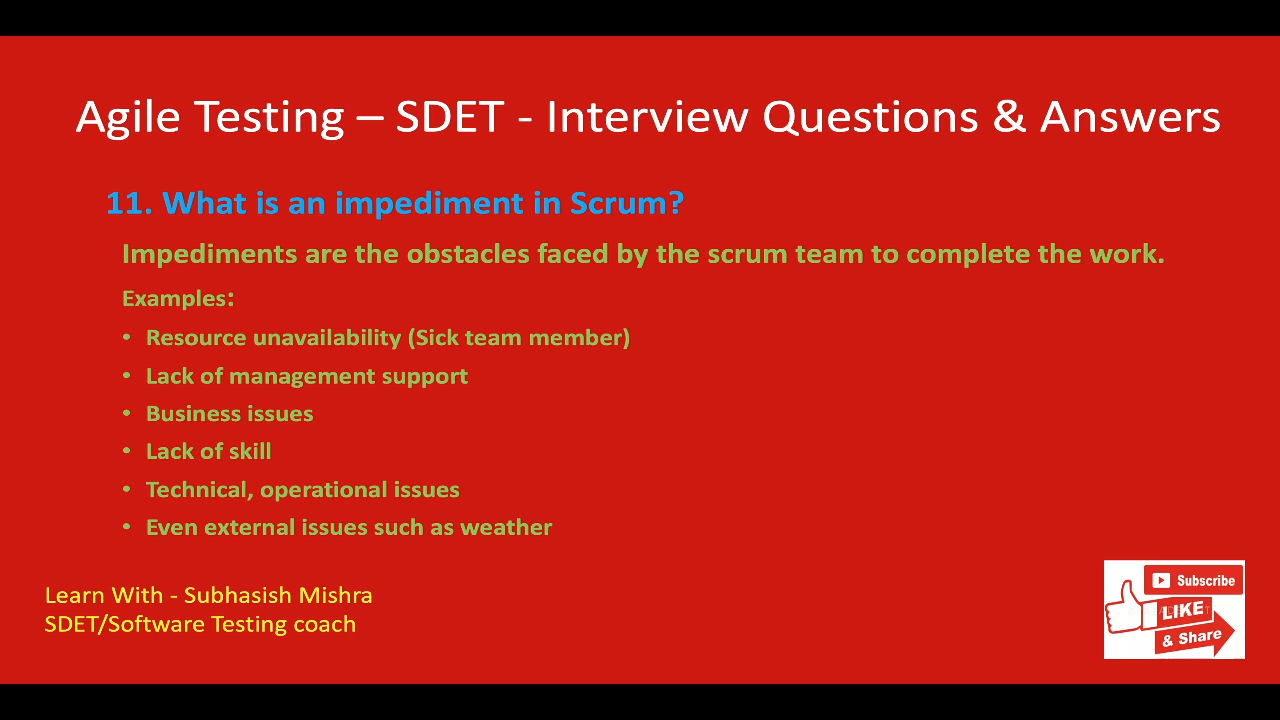 Agile Testing – SDET - Interview Questions & Answers
11. What is an impediment in Scrum?
Impediments are the obstacles faced by the scrum team to complete the work.
Examples:
• Resource unavailability (Sick team member)
• Lack of management support
• Business issues
• Lack of skill
• Technical, operational issues
• Even external issues such as weather
Learn With - Subhasish Mishra
SDET/Software Testing coach
Subscribe
LIKE
& Share